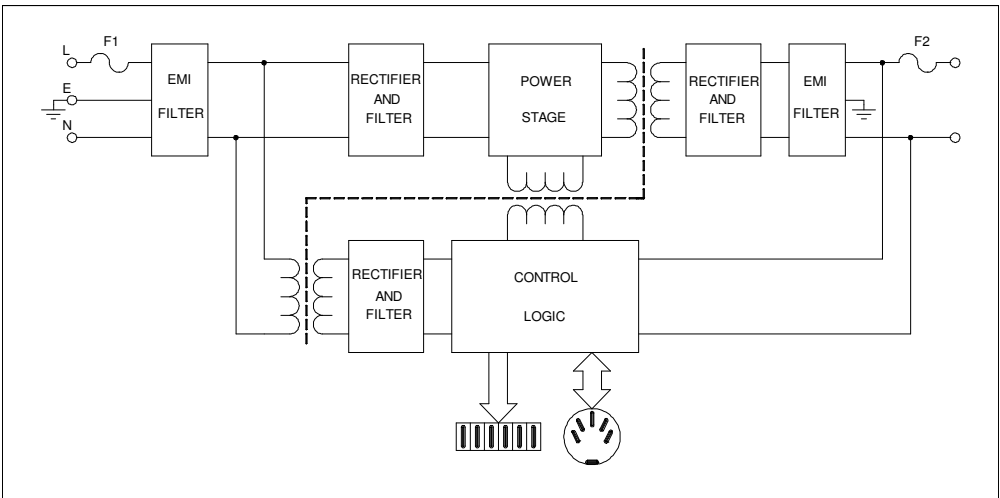 F1
F2
L
E
N
EMI
FILTER
RECTIFIER
AND
FILTER
POWER
STAGE
RECTIFIER
AND
FILTER
EMI
FILTER
RECTIFIER
AND
FILTER
CONTROL
LOGIC